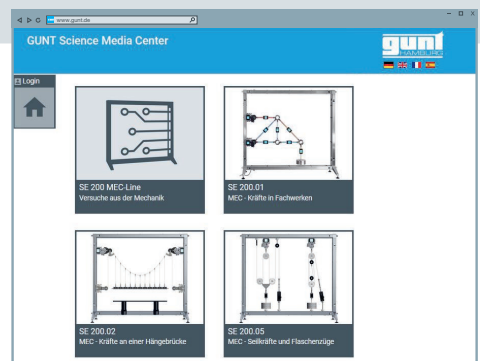 www.gunt.de
GUNT Science Media Center
gunt
HAMBURG
Login
SE 200 MEC-Line
Versuche aus der Mechanik
SE 200.01
MEC - Kräfte in Fachwerken
SE 200.02
MEC - Kräfte an einer Hängebrücke
SE 200.05
MEC - Seilkräfte und Flaschenzüge